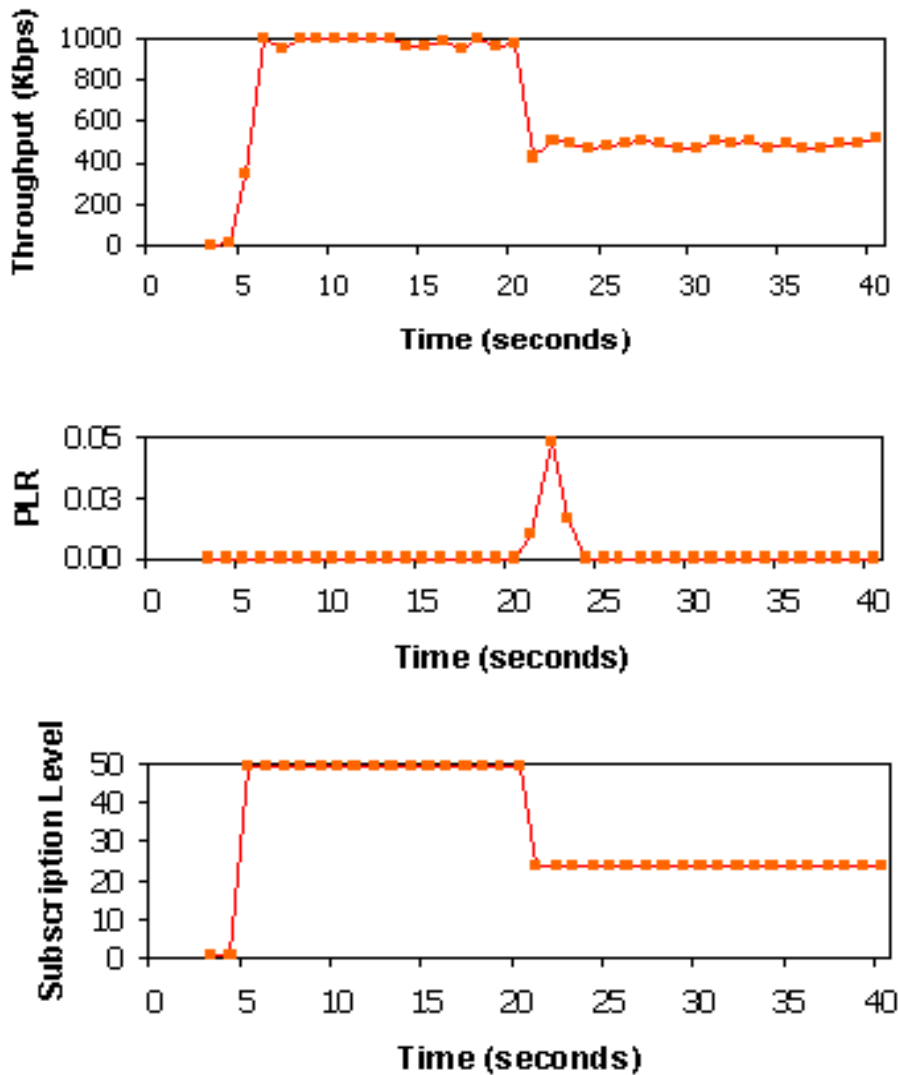 Throughput (Kbps)
1000
800
600
400
200
0
0 5 10 15 20 25 30 35 40
Time (seconds)
PLR
0.05
0.03
0.00
0 5 10 15 20 25 30 35 40
Time (seconds)
Subscription Level
50
40
30
20
10
0
0 5 10 15 20 25 30 35 40
Time (seconds)